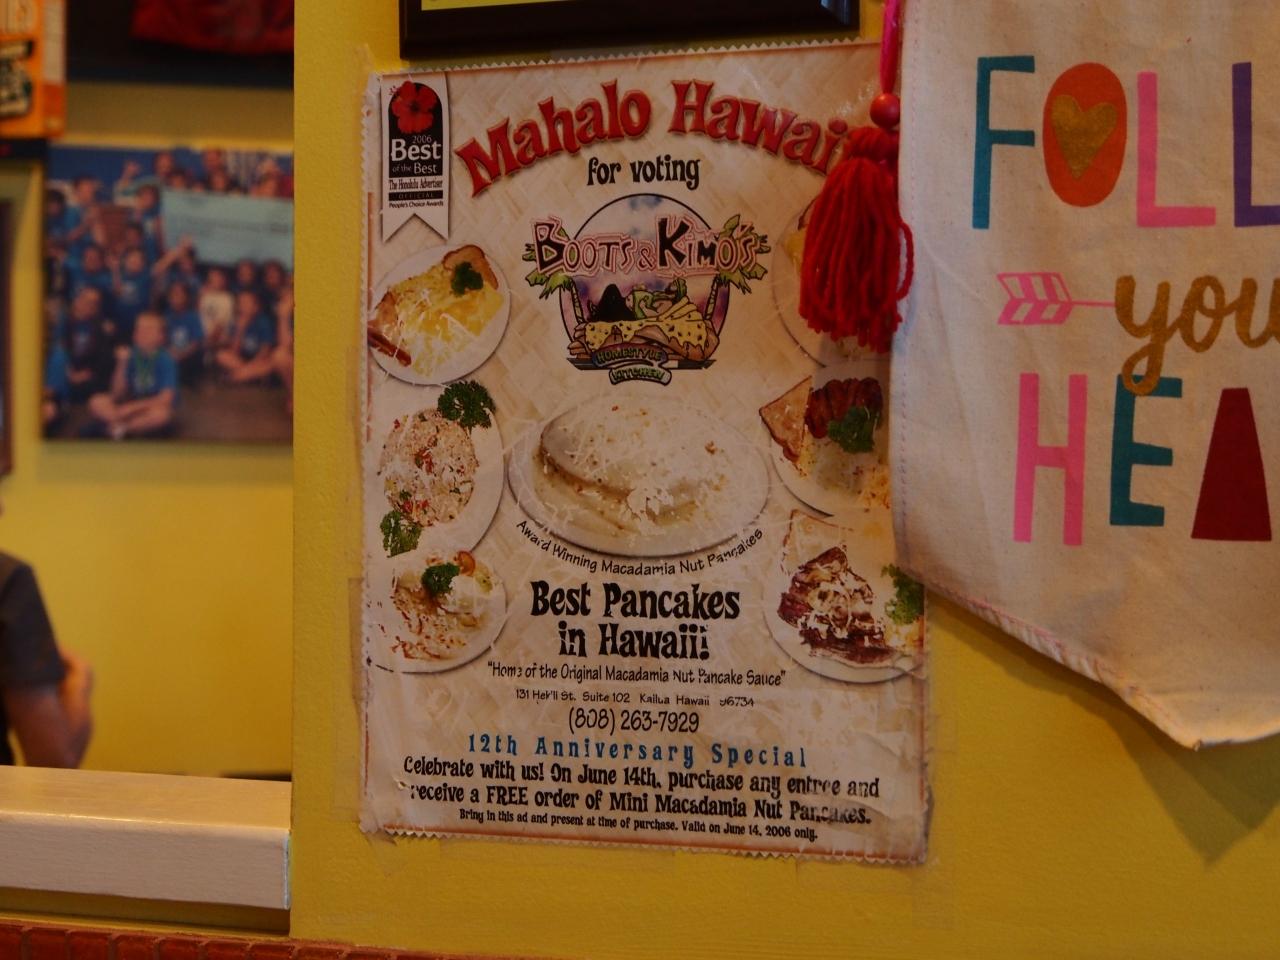 2006
Best
of the Best
The Honolulu Advertiser
OFFICIAL
People's Choice Awards
Mahalo Hawaii
for voting
BOOTS & KIMO'S
HOMESTYLE
KITCHEN
Award Winning Macadamia Nut Pancakes
Best Pancakes
in Hawaii!
"Home of the Original Macadamia Nut Pancake Sauce"
131 Hekili St. Suite 102 Kailua Hawaii 96734
(808) 263-7929
12th Anniversary Special
Celebrate with us! On June 14th, purchase any entree and
receive a FREE order of Mini Macadamia Nut Pancakes.
Bring in this ad and present at time of purchase. Valid on June 14, 2006 only.
FOLL
you
HEA